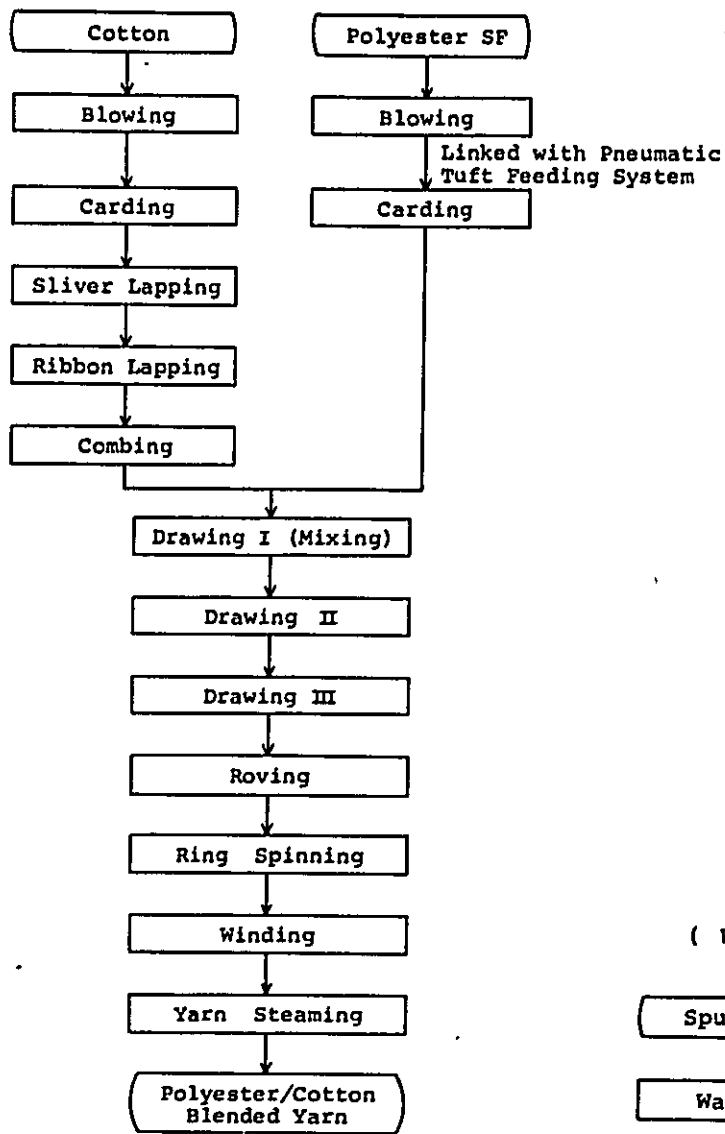 Cotton
Polyester SF
Blowing
Blowing
Linked with Pneumatic
Tuft Feeding System
Carding
Carding
Sliver Lapping
Ribbon Lapping
Combing
Drawing I (Mixing)
Drawing II
Drawing III
Roving
Ring Spinning
Winding
Yarn Steaming
Polyester/Cotton
Blended Yarn